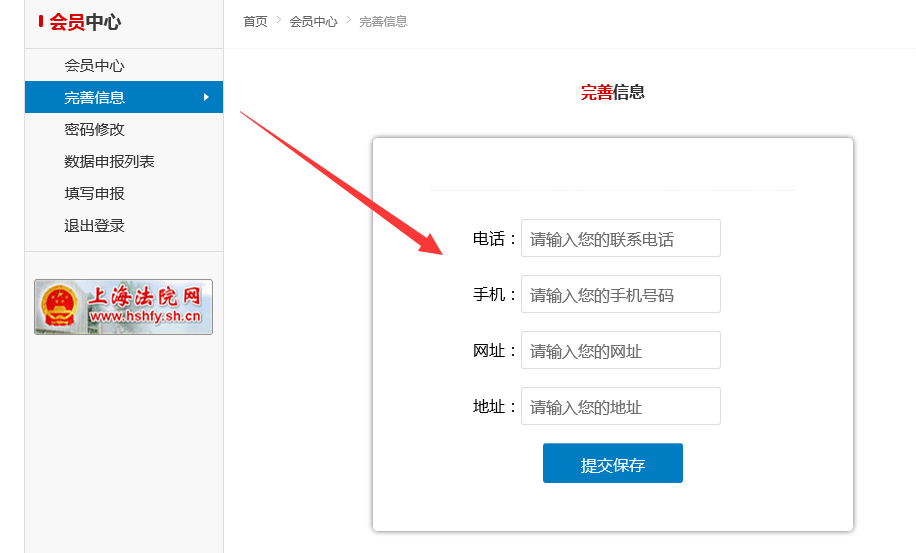 会员中心
首页 > 会员中心 > 完善信息
会员中心
完善信息
密码修改
数据申报列表
填写申报
退出登录
上海法院网
www.hshfy.sh.cn
完善信息
电话：请输入您的联系电话
手机：请输入您的手机号码
网址：请输入您的网址
地址：请输入您的地址
提交保存